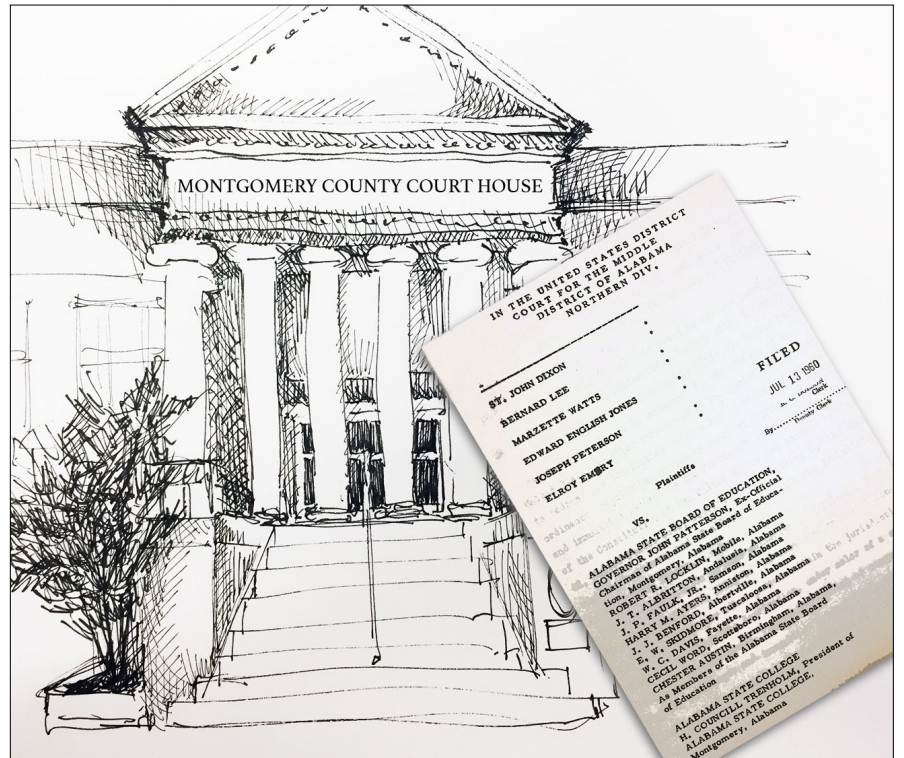 MONTGOMERY COUNTY COURT HOUSE
IN THE UNITED STATES DISTRICT
COURT FOR THE MIDDLE
DISTRICT OF ALABAMA
NORTHERN DIV.
ST. JOHN DIXON
BERNARD LEE
MARZETTE WATTS
EDWARD ENGLISH JONES
JOSEPH PETERSON
ELROY EMBRY
Plaintiffs
FILED
JUL 13 1960
Clerk
By
Deputy Clerk
VS.
ALABAMA STATE BOARD OF EDUCATION,
GOVERNOR JOHN PATTERSON, Ex-Official
Chairman of Alabama State Board of Educa-
tion, Montgomery, Alabama
ROBERT R. LOCKLIN, Mobile, Alabama
J. T. ALBRITTON, Andalusia, Alabama
J. P. FAULK, JR., Samson, Alabama
HARRY M. AYERS, Anniston, Alabama
J. J. BENFORD, Albertville, Alabama
E. W. SKIDMORE, Tuscaloosa, Alabama
W. C. DAVIS, Fayette, Alabama
CECIL WORD, Scottsboro, Alabama
CHESTER AUSTIN, Birmingham, Alabama,
As Members of the Alabama State Board
of Education
ALABAMA STATE COLLEGE
H. COUNCILL TRENHOLM, President of
ALABAMA STATE COLLEGE,
Montgomery, Alabama